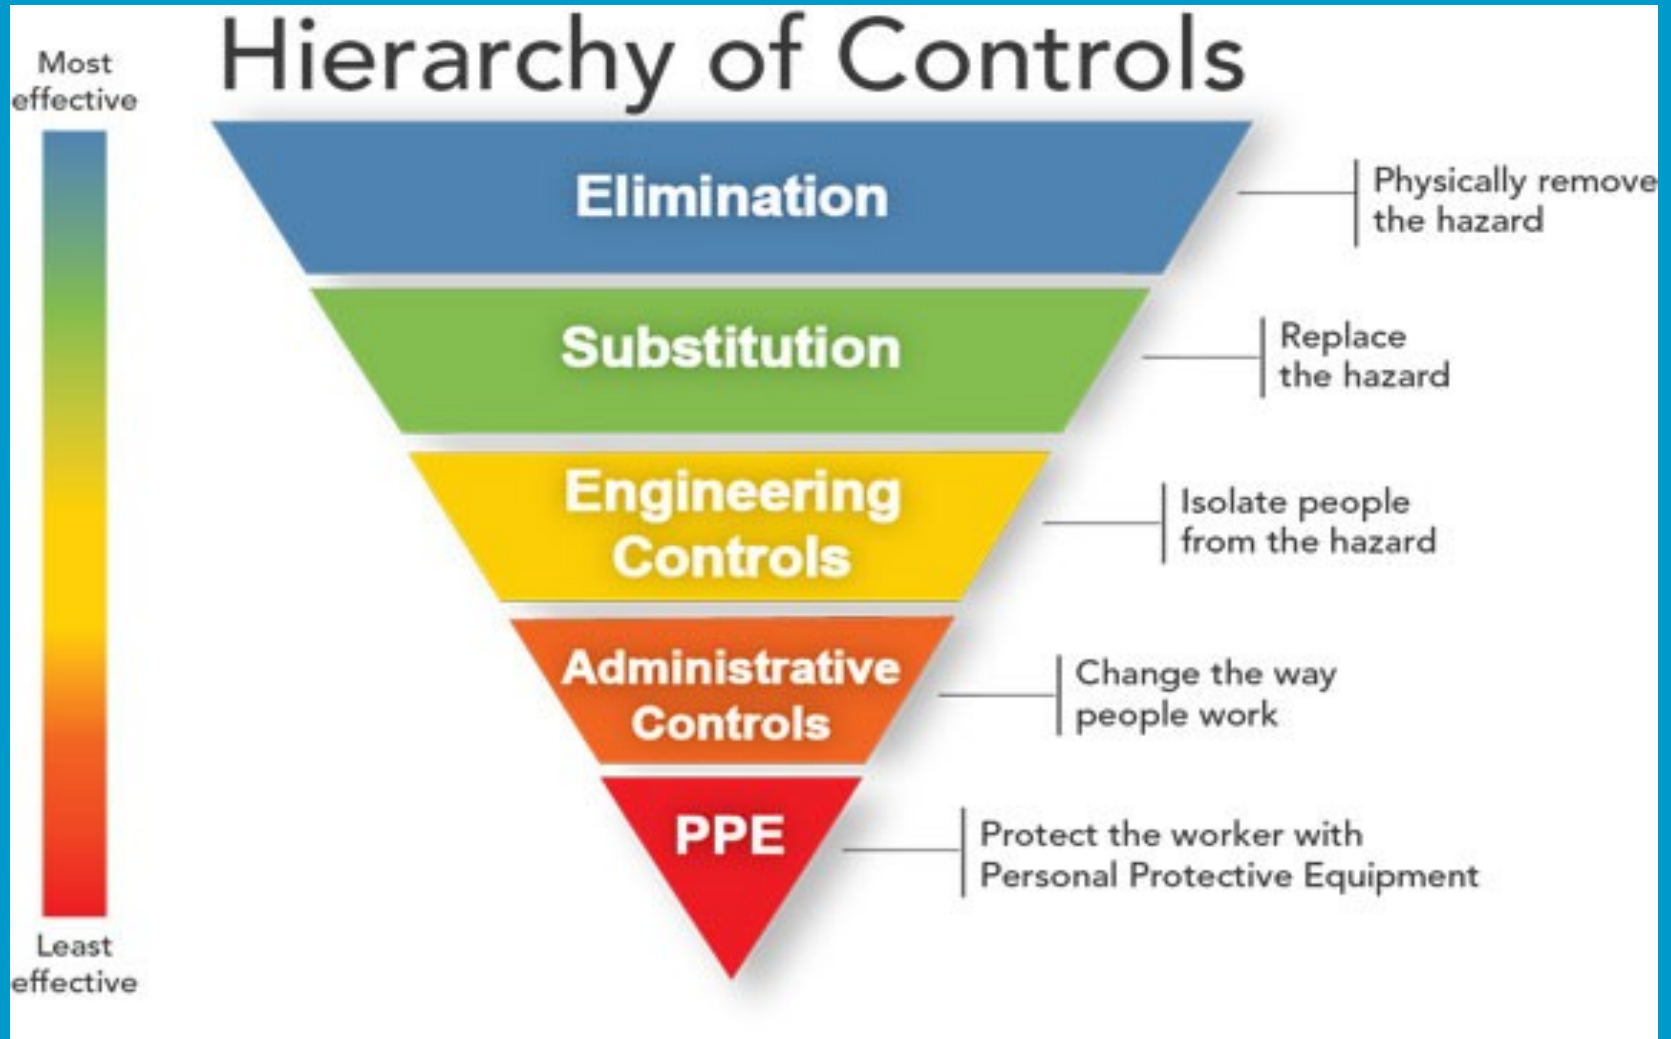 Hierarchy of Controls
Most
effective
Elimination
Physically remove
the hazard
Substitution
Replace
the hazard
Engineering
Controls
Isolate people
from the hazard
Administrative
Controls
Change the way
people work
PPE
Protect the worker with
Personal Protective Equipment
Least
effective